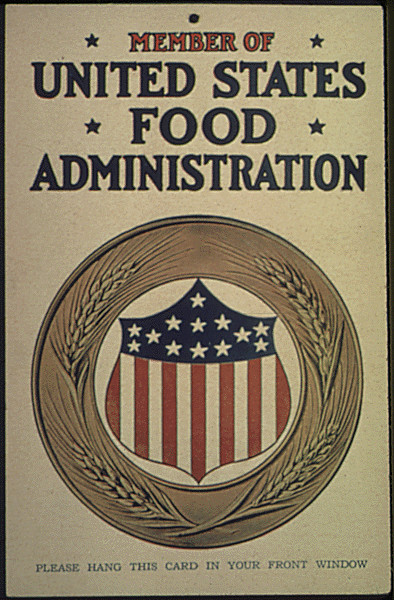 MEMBER OF
UNITED STATES
FOOD
ADMINISTRATION
PLEASE HANG THIS CARD IN YOUR FRONT WINDOW